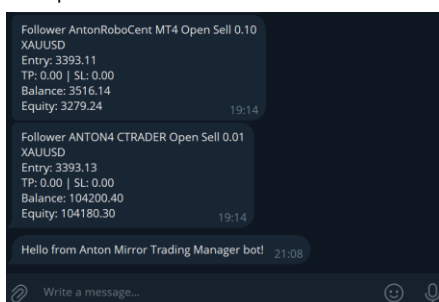 Follower AntonRoboCent MT4 Open Sell 0.10
XAUUSD
Entry: 3393.11
TP: 0.00 | SL: 0.00
Balance: 3516.14
Equity: 3279.24
19:14
Follower ANTON4 CTRADER Open Sell 0.01
XAUUSD
Entry: 3393.13
TP: 0.00 | SL: 0.00
Balance: 104200.40
Equity: 104180.30
19:14
Hello from Anton Mirror Trading Manager bot! 21:08
Write a message...